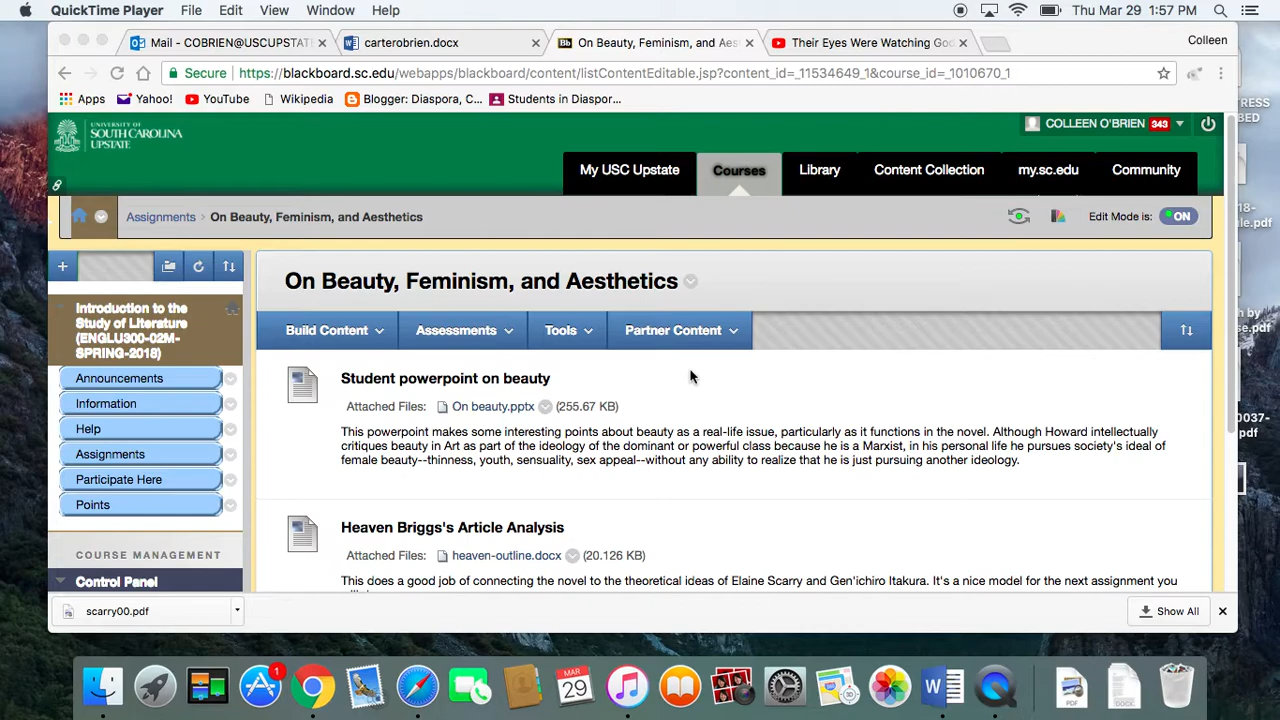 QuickTime Player File Edit View Window Help Thu Mar 29 1:57 PM
Mail - COBRIEN@USCUPSTAT carterobrien.docx On Beauty, Feminism, and Aes Their Eyes Were Watching God Colleen
Secure https://blackboard.sc.edu/webapps/blackboard/content/listContentEditable.jsp?content_id=_11534649_1&course_id=_1010670_1
Apps Yahoo! YouTube Wikipedia Blogger: Diaspora, C... Students in Diaspor...
UNIVERSITY OF
SOUTH CAROLINA
UPSTATE
COLLEEN O'BRIEN 343
My USC Upstate Courses Library Content Collection my.sc.edu Community
Assignments On Beauty, Feminism, and Aesthetics Edit Mode is: ON
On Beauty, Feminism, and Aesthetics
Build Content Assessments Tools Partner Content
Introduction to the
Study of Literature
(ENGLU300-02M-
SPRING-2018)
Announcements
Information
Help
Assignments
Participate Here
Points
COURSE MANAGEMENT
Control Panel
Student powerpoint on beauty
Attached Files: On beauty.pptx (255.67 KB)
This powerpoint makes some interesting points about beauty as a real-life issue, particularly as it functions in the novel. Although Howard intellectually
critiques beauty in Art as part of the ideology of the dominant or powerful class because he is a Marxist, in his personal life he pursues society's ideal of
female beauty--thinness, youth, sensuality, sex appeal--without any ability to realize that he is just pursuing another ideology.
Heaven Briggs's Article Analysis
Attached Files: heaven-outline.docx (20.126 KB)
This does a good job of connecting the novel to the theoretical ideas of Elaine Scarry and Gen'ichiro Itakura. It's a nice model for the next assignment you
scarry00.pdf Show All
1
MAR
29
PDF